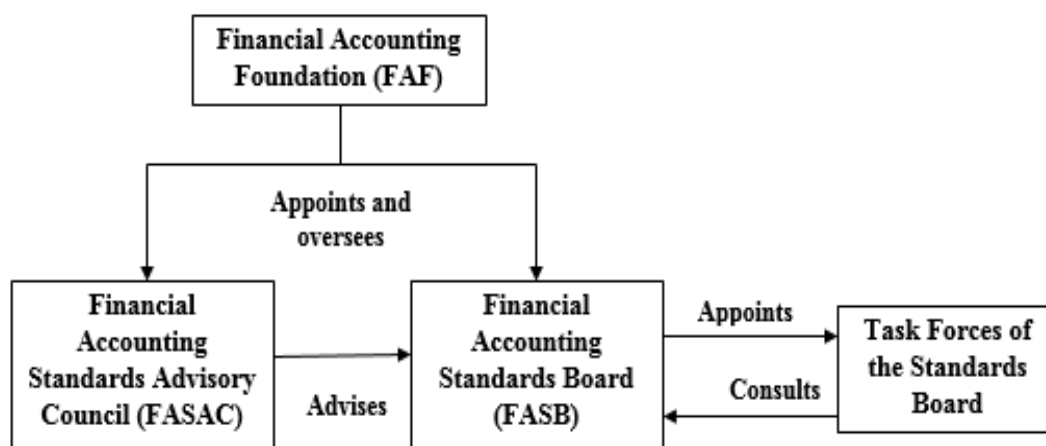 Financial Accounting
Foundation (FAF)
Appoints and
oversees
Financial
Accounting
Standards Advisory
Council (FASAC)
Advises
Financial
Accounting
Standards Board
(FASB)
Appoints
Consults
Task Forces of
the Standards
Board